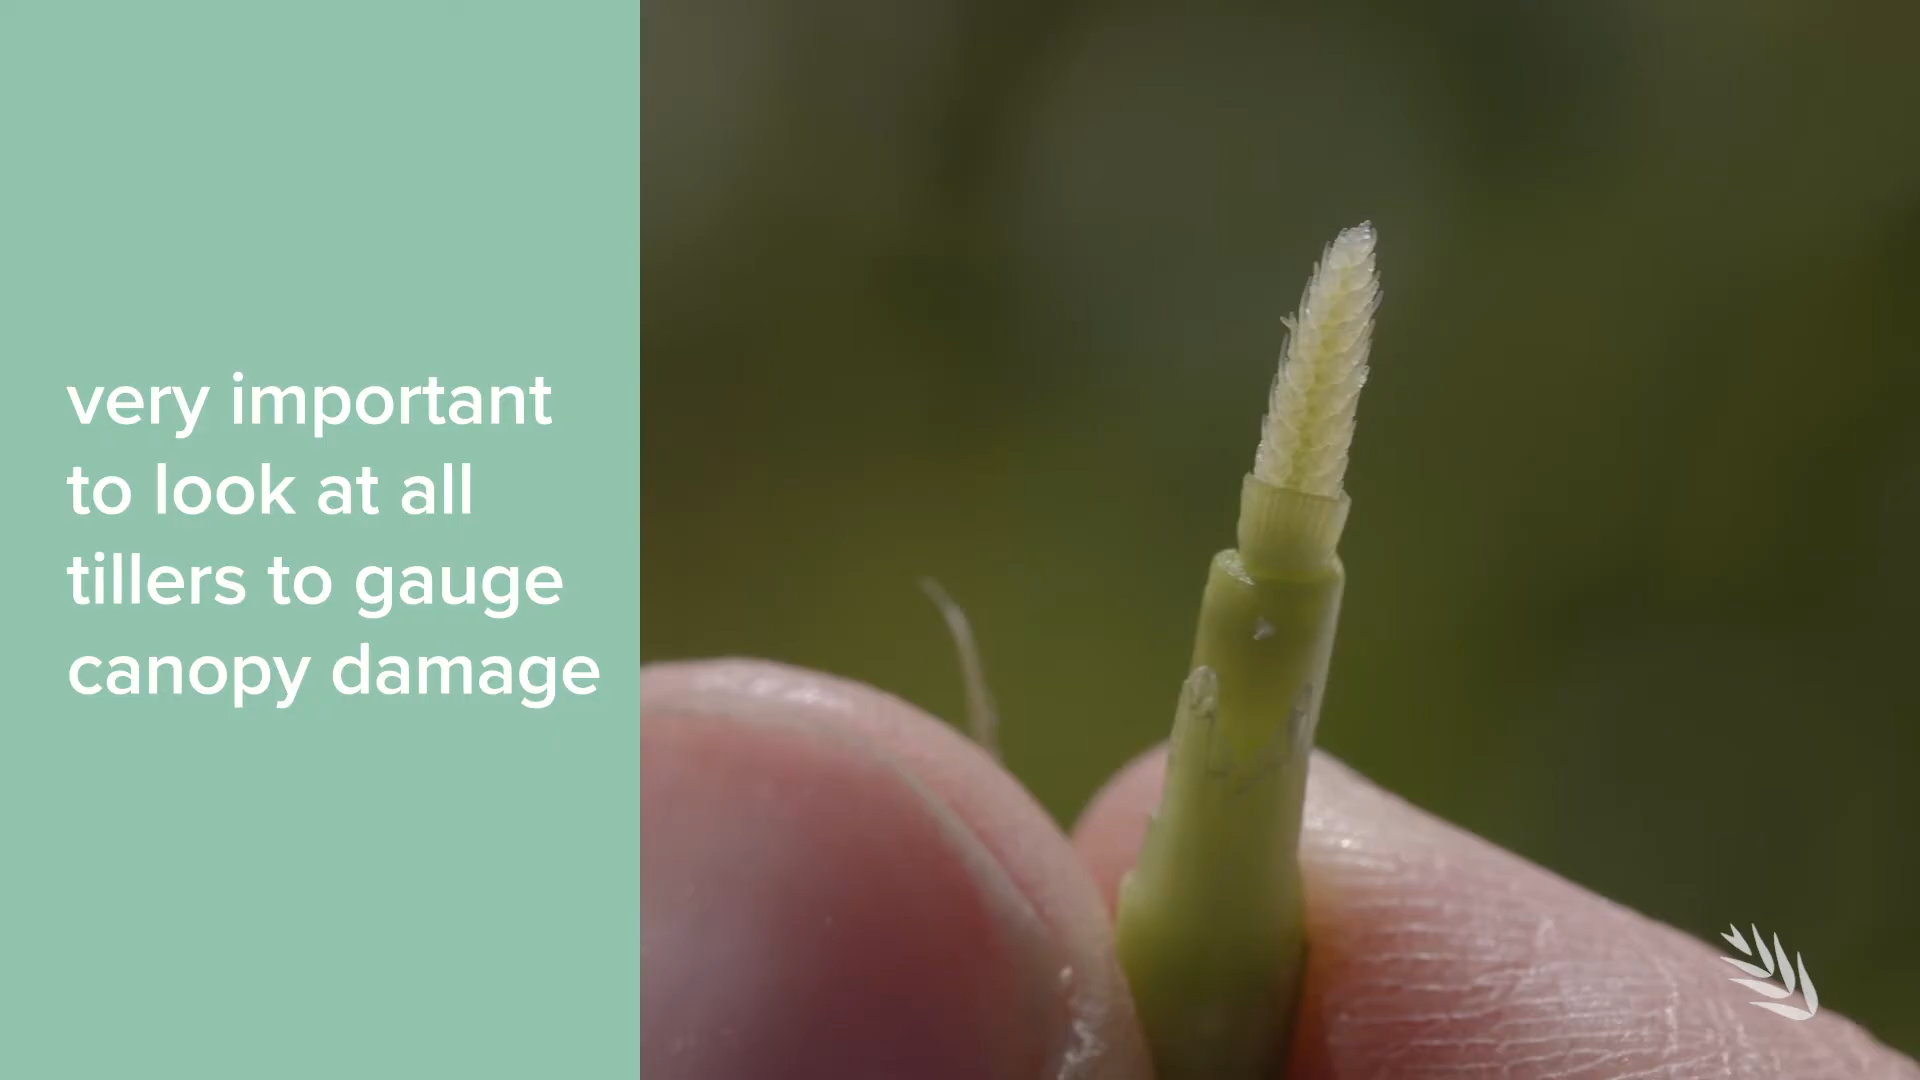 very important
to look at all
tillers to gauge
canopy damage